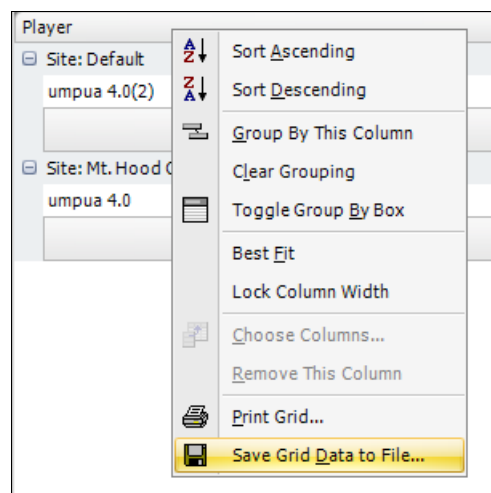 Player
Site: Default
umpua 4.0(2)
Site: Mt. Hood
umpua 4.0
Sort Ascending
Sort Descending
Group By This Column
Clear Grouping
Toggle Group By Box
Best Fit
Lock Column Width
Choose Columns...
Remove This Column
Print Grid...
Save Grid Data to File...